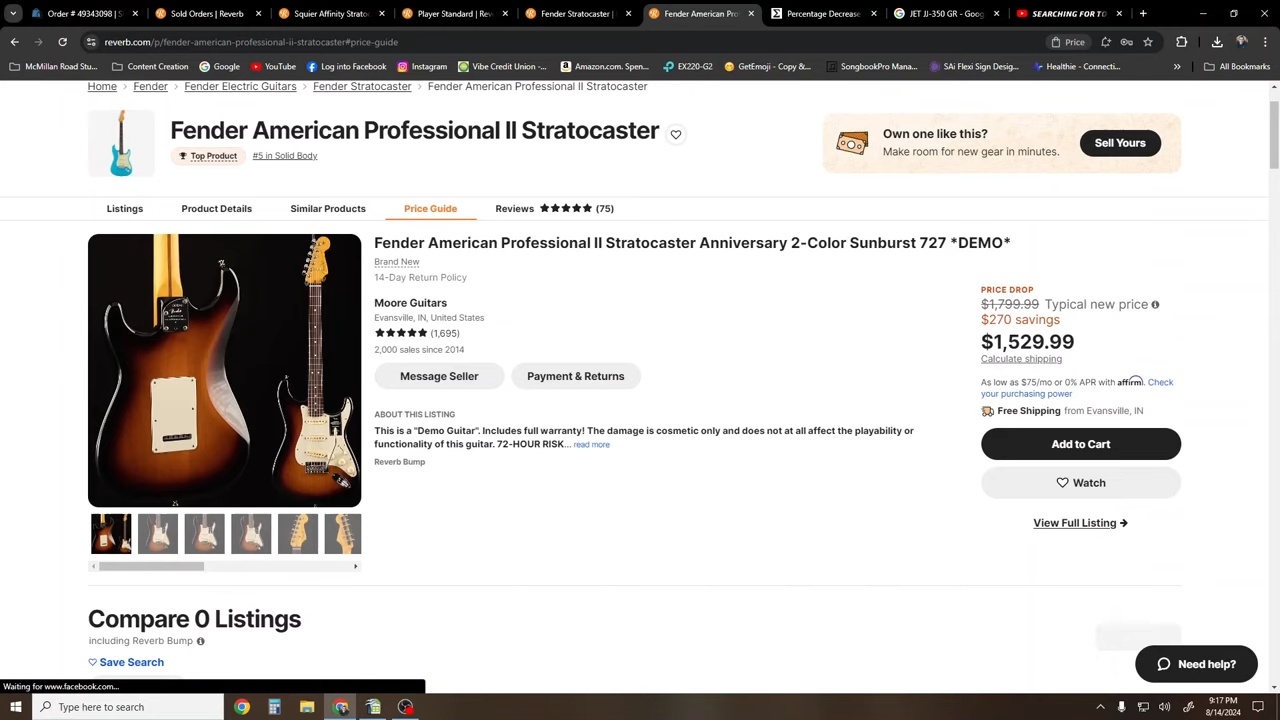 Order # 49343098 |
Sold Orders | Reverb
Squier Affinity Stratoc
Player Standard | Rev
Fender Stratocaster |
Fender American Prof
Percentage Decrease
JET JJ-350 GR - Goog
SEARCHING FOR TO
reverb.com/p/fender-american-professional-ii-stratocaster#price-guide
Price
McMillan Road Stu...
Content Creation
Google
YouTube
Log into Facebook
Instagram
Vibe Credit Union -...
Amazon.com. Spen...
EX220-G2
GetEmoji - Copy &...
SongbookPro Man...
SAi Flexi Sign Desi...
Healthe - Connecti...
All Bookmarks
Home > Fender > Fender Electric Guitars > Fender Stratocaster > Fender American Professional II Stratocaster
Fender American Professional II Stratocaster
Top Product
#5 in Solid Body
Own one like this?
Make room for new gear in minutes.
Sell Yours
Listings
Product Details
Similar Products
Price Guide
Reviews ★★★★★ (75)
Fender American Professional II Stratocaster Anniversary 2-Color Sunburst 727 *DEMO*
Brand New
14-Day Return Policy
Moore Guitars
Evansville, IN, United States
★★★★★ (1,695)
2,000 sales since 2014
Message Seller
Payment & Returns
ABOUT THIS LISTING
This is a "Demo Guitar". Includes full warranty! The damage is cosmetic only and does not at all affect the playability or
functionality of this guitar. 72-HOUR RISK... read more
Reverb Bump
PRICE DROP
$1,799.99 Typical new price
$270 savings
$1,529.99
Calculate shipping
As low as $75/mo or 0% APR with affirm. Check
your purchasing power
Free Shipping from Evansville, IN
Add to Cart
Watch
View Full Listing
Compare 0 Listings
including Reverb Bump
Save Search
Need help?
Waiting for www.facebook.com...
Type here to search
9:17 PM
8/14/2024